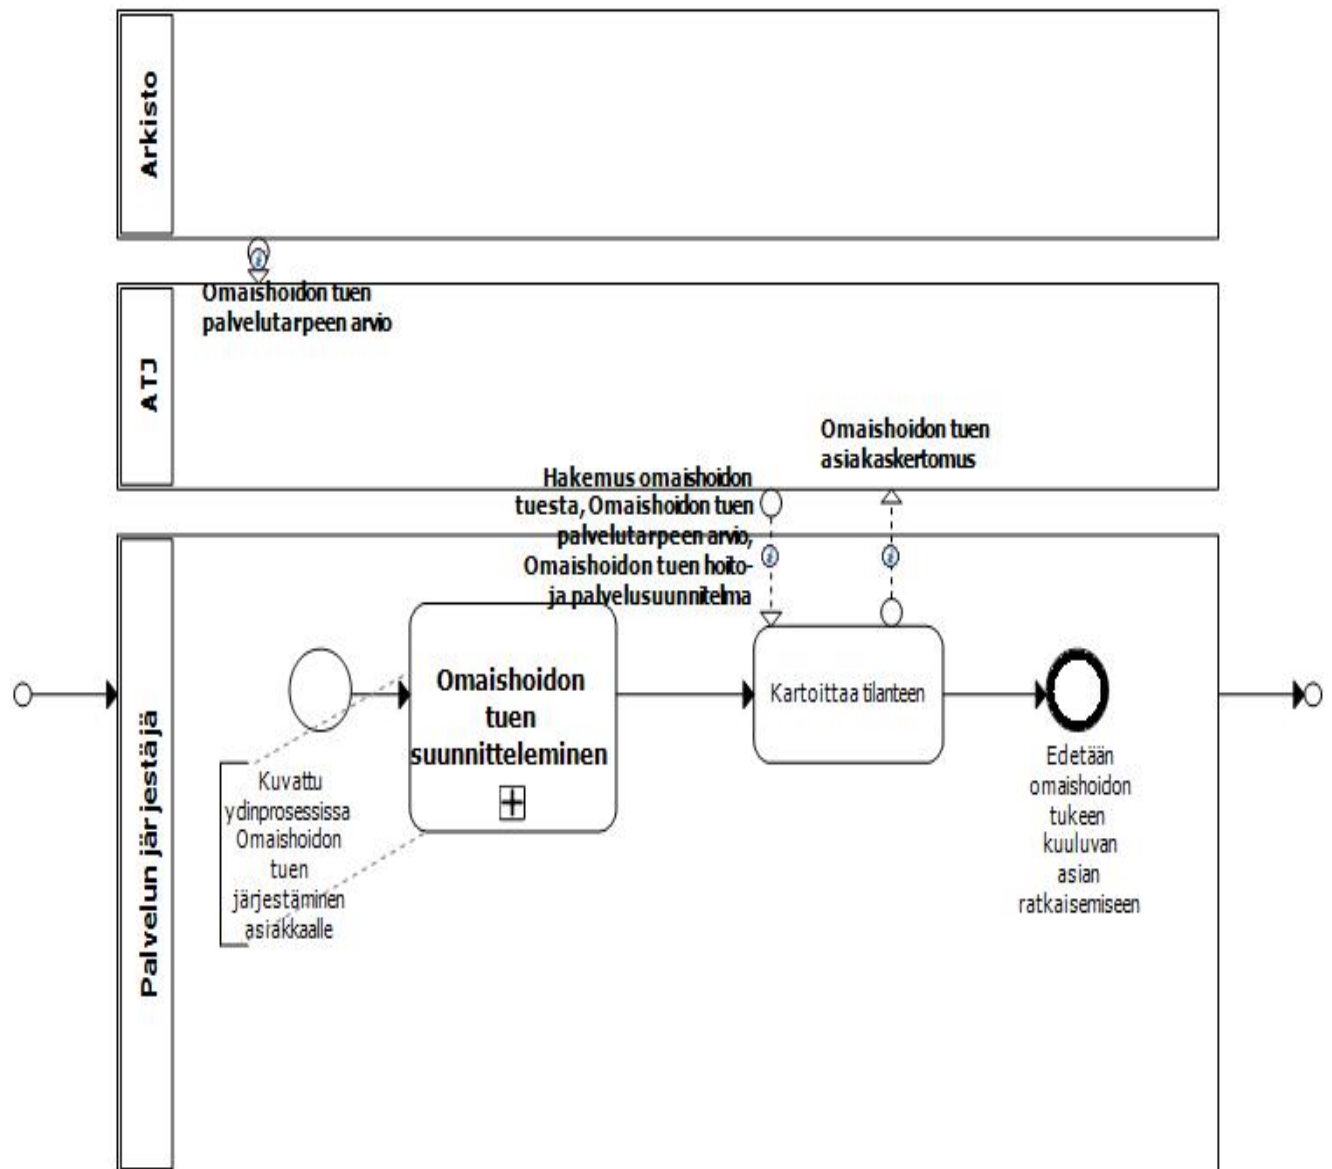 Arkisto
Omaishoidon tuen
palvelutarpeen arvio
ATJ
Omaishoidon tuen
asiakaskertomus
Hakemus omaishoidon
tuesta, Omaishoidon tuen
palvelutarpeen arvio,
Omaishoidon tuen hoito-
ja palvelusuunnitelma
Palvelun järjestäjä
Omaishoidon
tuen
suunnitteleminen
Kartoittaa tilanteen
Kuvattu
ydinprosessissa
Omaishoidon
tuen
järjestäminen
asiakkaalle
Edetään
omaishoidon
tukeen
kuuluvan
asian
ratkaisemiseen